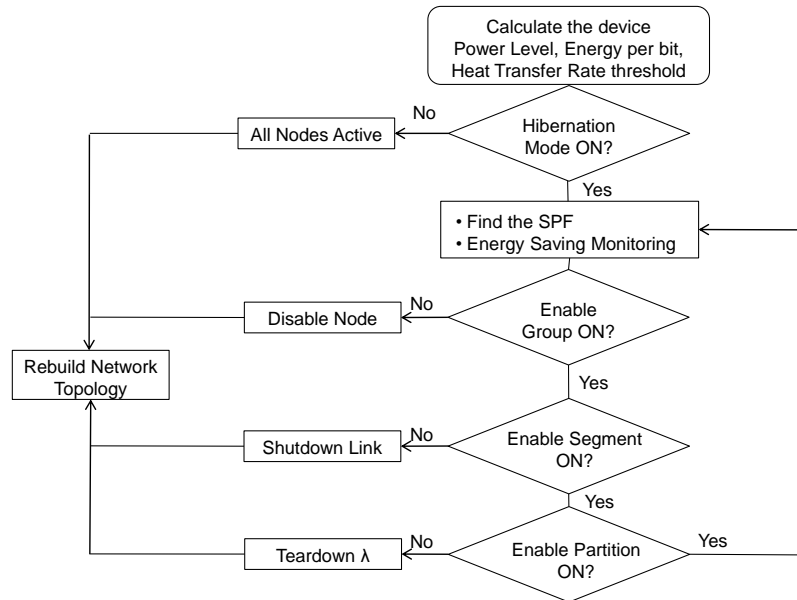 Calculate the device
Power Level, Energy per bit,
Heat Transfer Rate threshold
No
All Nodes Active
Hibernation
Mode ON?
Yes
• Find the SPF
• Energy Saving Monitoring
No
Disable Node
Enable
Group ON?
Rebuild Network
Topology
Yes
No
Shutdown Link
Enable Segment
ON?
Yes
No
Teardown λ
Enable Partition
ON?
Yes